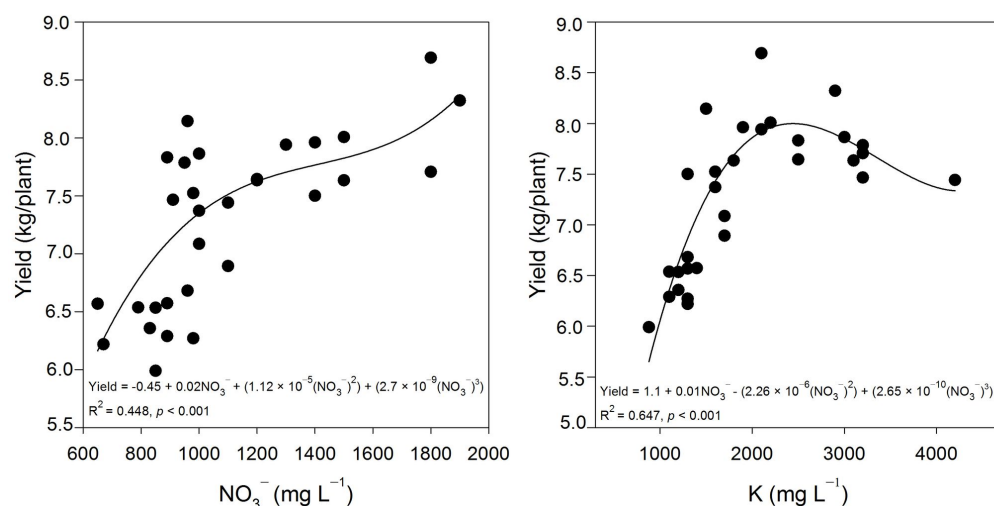 9.0
8.5
8.0
7.5
7.0
6.5
6.0
5.5
Yield (kg/plant)
Yield = -0.45 + 0.02NO₃⁻ + (1.12 × 10⁻⁵(NO₃⁻)²) + (2.7 × 10⁻⁹(NO₃⁻)³)
R² = 0.448, p < 0.001
600 800 1000 1200 1400 1600 1800 2000
NO₃⁻ (mg L⁻¹)
9.0
8.5
8.0
7.5
7.0
6.5
6.0
5.5
5.0
Yield (kg/plant)
Yield = 1.1 + 0.01NO₃⁻ - (2.26 × 10⁻⁶(NO₃⁻)²) + (2.65 × 10⁻¹⁰(NO₃⁻)³)
R² = 0.647, p < 0.001
1000 2000 3000 4000
K (mg L⁻¹)